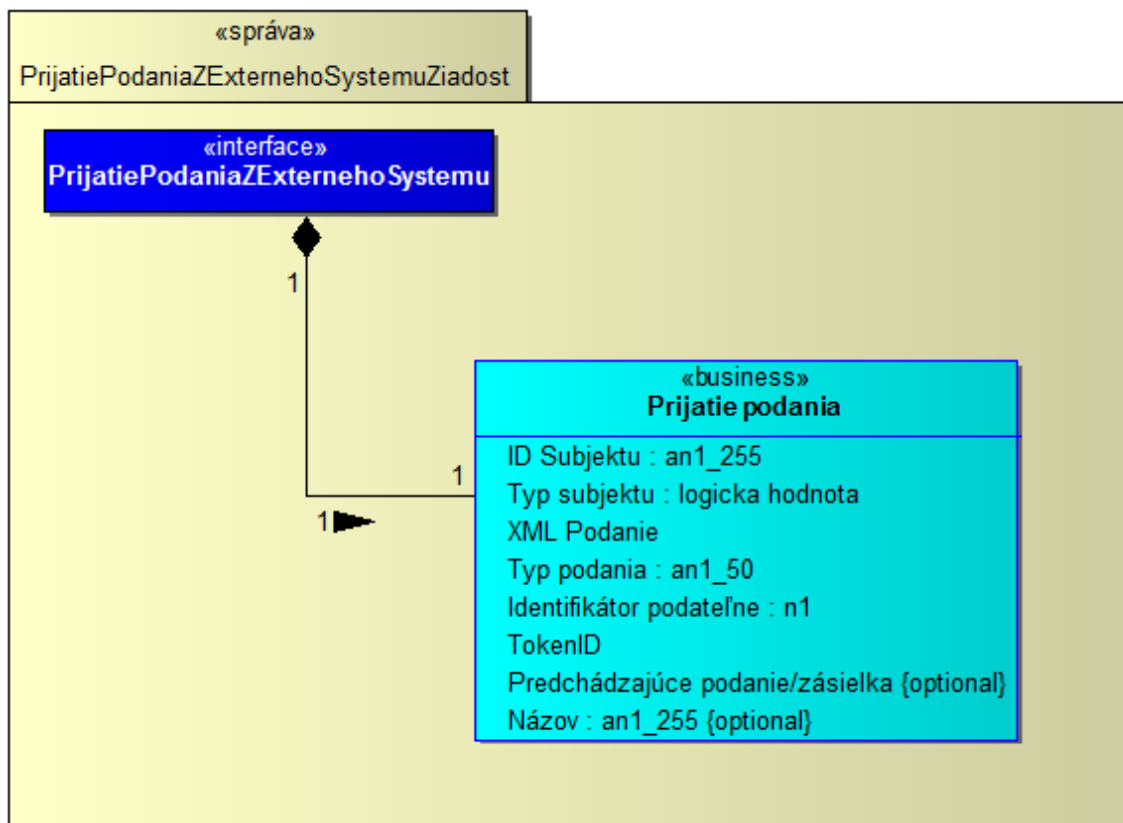 «správa»
PrijatiePodaniaZExternehoSystemuZiadost
«interface»
PrijatiePodaniaZExternehoSystemu
1
1
1
«business»
Prijatie podania
ID Subjektu : an1_255
Typ subjektu : logicka hodnota
XML Podanie
Typ podania : an1_50
Identifikátor podateľne : n1
TokenID
Predchádzajúce podanie/zásielka {optional}
Názov : an1_255 {optional}